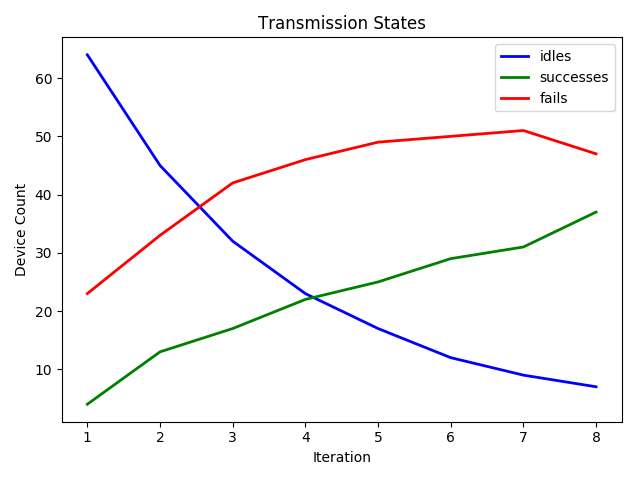 Transmission States
idles
successes
fails
Device Count
60
50
40
30
20
10
1 2 3 4 5 6 7 8
Iteration